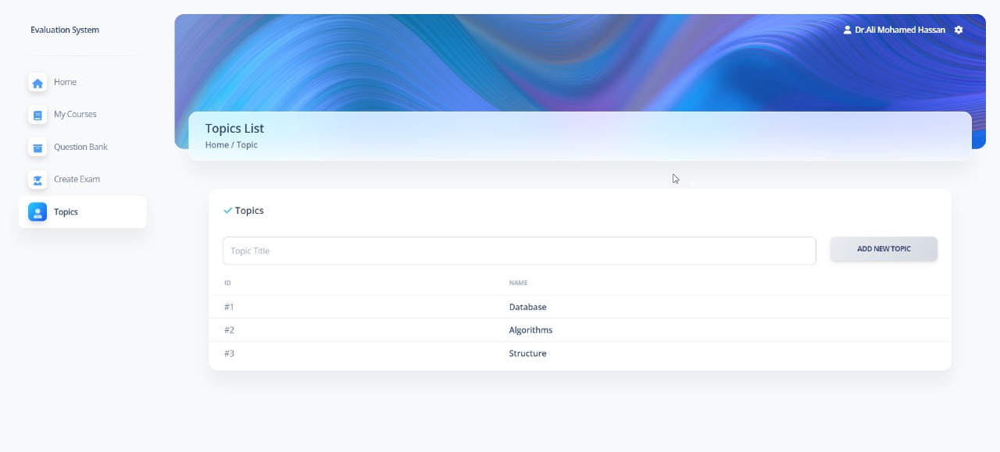 Evaluation System
Home
My Courses
Question Bank
Create Exam
Topics
Dr.Ali Mohamed Hassan
Topics List
Home / Topic
Topics
Topic Title
ADD NEW TOPIC
ID NAME
#1 Database
#2 Algorithms
#3 Structure